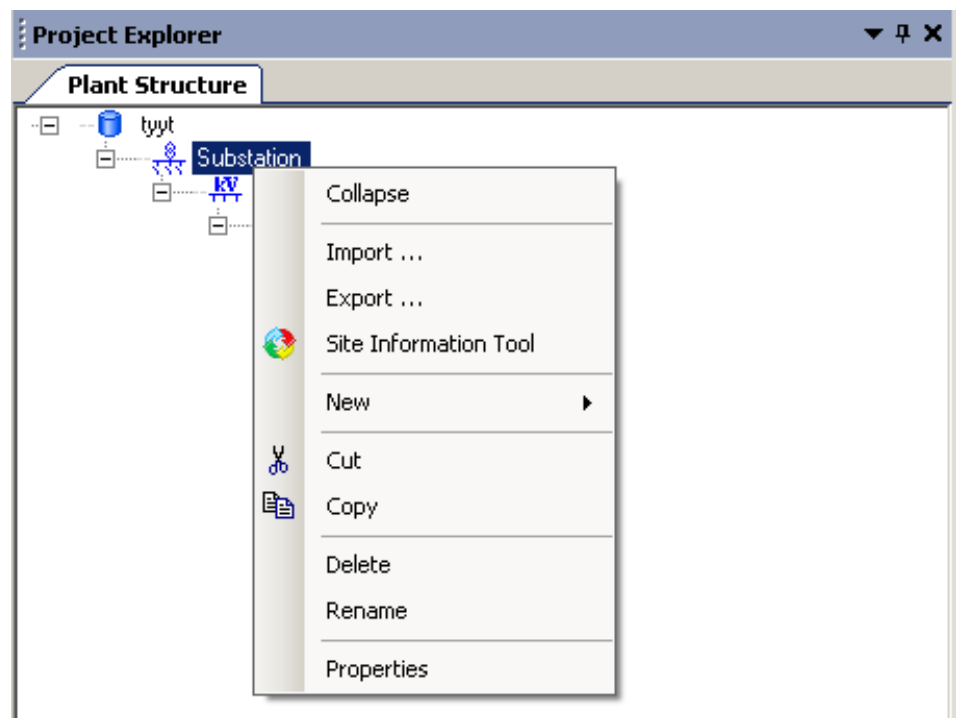 Project Explorer
Plant Structure
tyyt
Substation
kV
Collapse
Import ...
Export ...
Site Information Tool
New
Cut
Copy
Delete
Rename
Properties